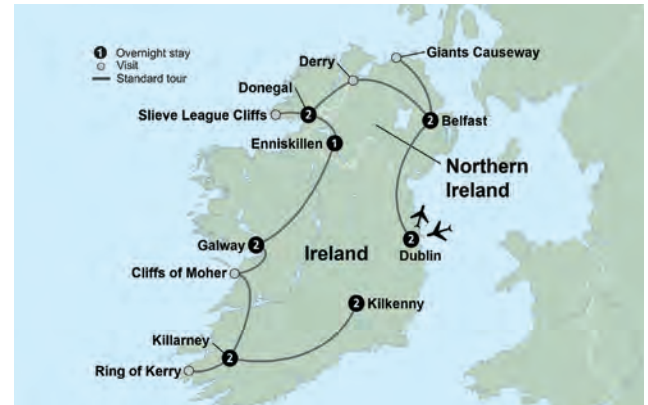 1 Overnight stay
Visit
Standard tour
Giants Causeway
Derry
Donegal
2
Slieve League Cliffs
2
Belfast
Enniskillen
1
Northern
Ireland
Galway
2
Ireland
2
Dublin
Cliffs of Moher
2
Kilkenny
Killarney
2
Ring of Kerry